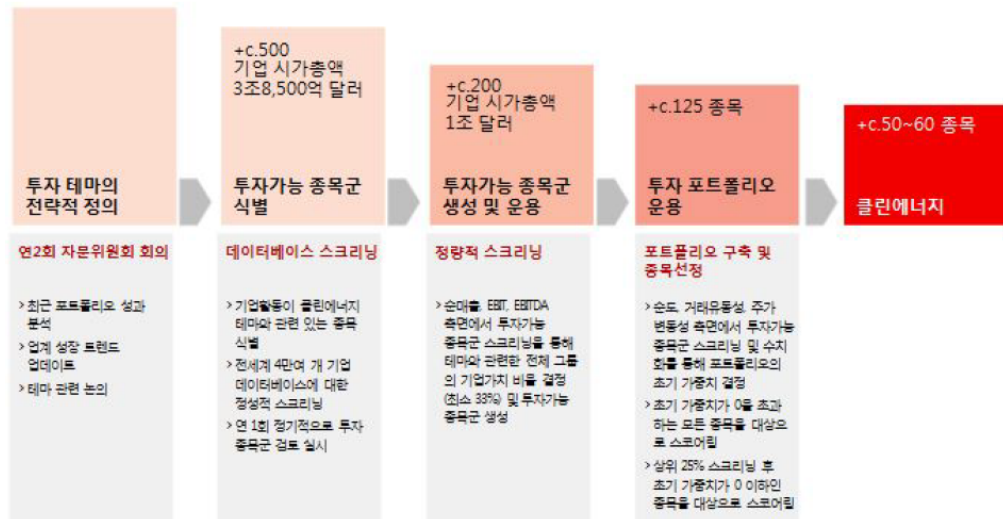 투자 테마의
전략적 정의
연2회 자문위원회 회의
> 최근 포트폴리오 성과
분석
> 업계 성장 트렌드
업데이트
> 테마 관련 논의
+c.500
기업 시가총액
3조8,500억 달러
투자가능 종목군
식별
데이터베이스 스크리닝
> 기업활동이 클린에너지
테마와 관련 있는 종목
식별
> 전세계 4만여 개 기업
데이터베이스에 대한
정성적 스크리닝
> 연 1회 정기적으로 투자
종목군 검토 실시
+c.200
기업 시가총액
1조 달러
투자가능 종목군
생성 및 운용
정량적 스크리닝
> 순매출, EBIT, EBITDA
측면에서 투자가능
종목군 스크리닝을 통해
테마와 관련한 전체 그룹
의 기업가치 비율 결정
(최소 33%) 및 투자가능
종목군 생성
+c.125 종목
투자 포트폴리오
운용
포트폴리오 구축 및
종목선정
> 순도, 거래유동성, 주가
변동성 측면에서 투자가능
종목군 스크리닝 및 수치
화를 통해 포트폴리오의
초기 가중치 결정
> 초기 가중치가 0을 초과
하는 모든 종목을 대상으
로 스코어링
> 상위 25% 스크리닝 후
초기 가중치가 0 이하인
종목을 대상으로 스코어링
+c.50~60 종목
클린에너지